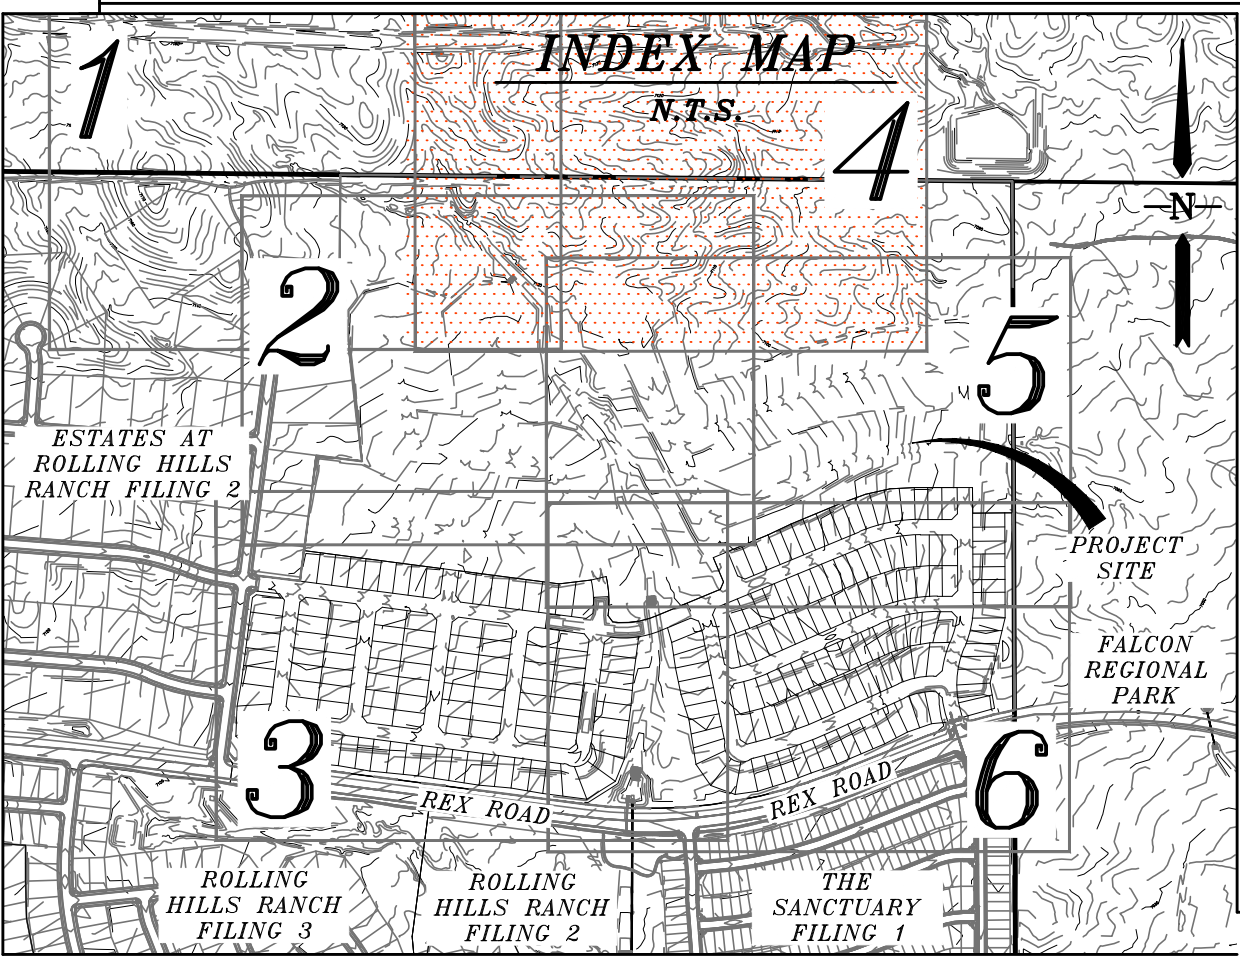 INDEX MAP
N.T.S.
1
4
N
2
5
ESTATES AT
ROLLING HILLS
RANCH FILING 2
PROJECT
SITE
FALCON
REGIONAL
PARK
3
6
REX ROAD
REX ROAD
ROLLING
HILLS RANCH
FILING 3
ROLLING
HILLS RANCH
FILING 2
THE
SANCTUARY
FILING 1